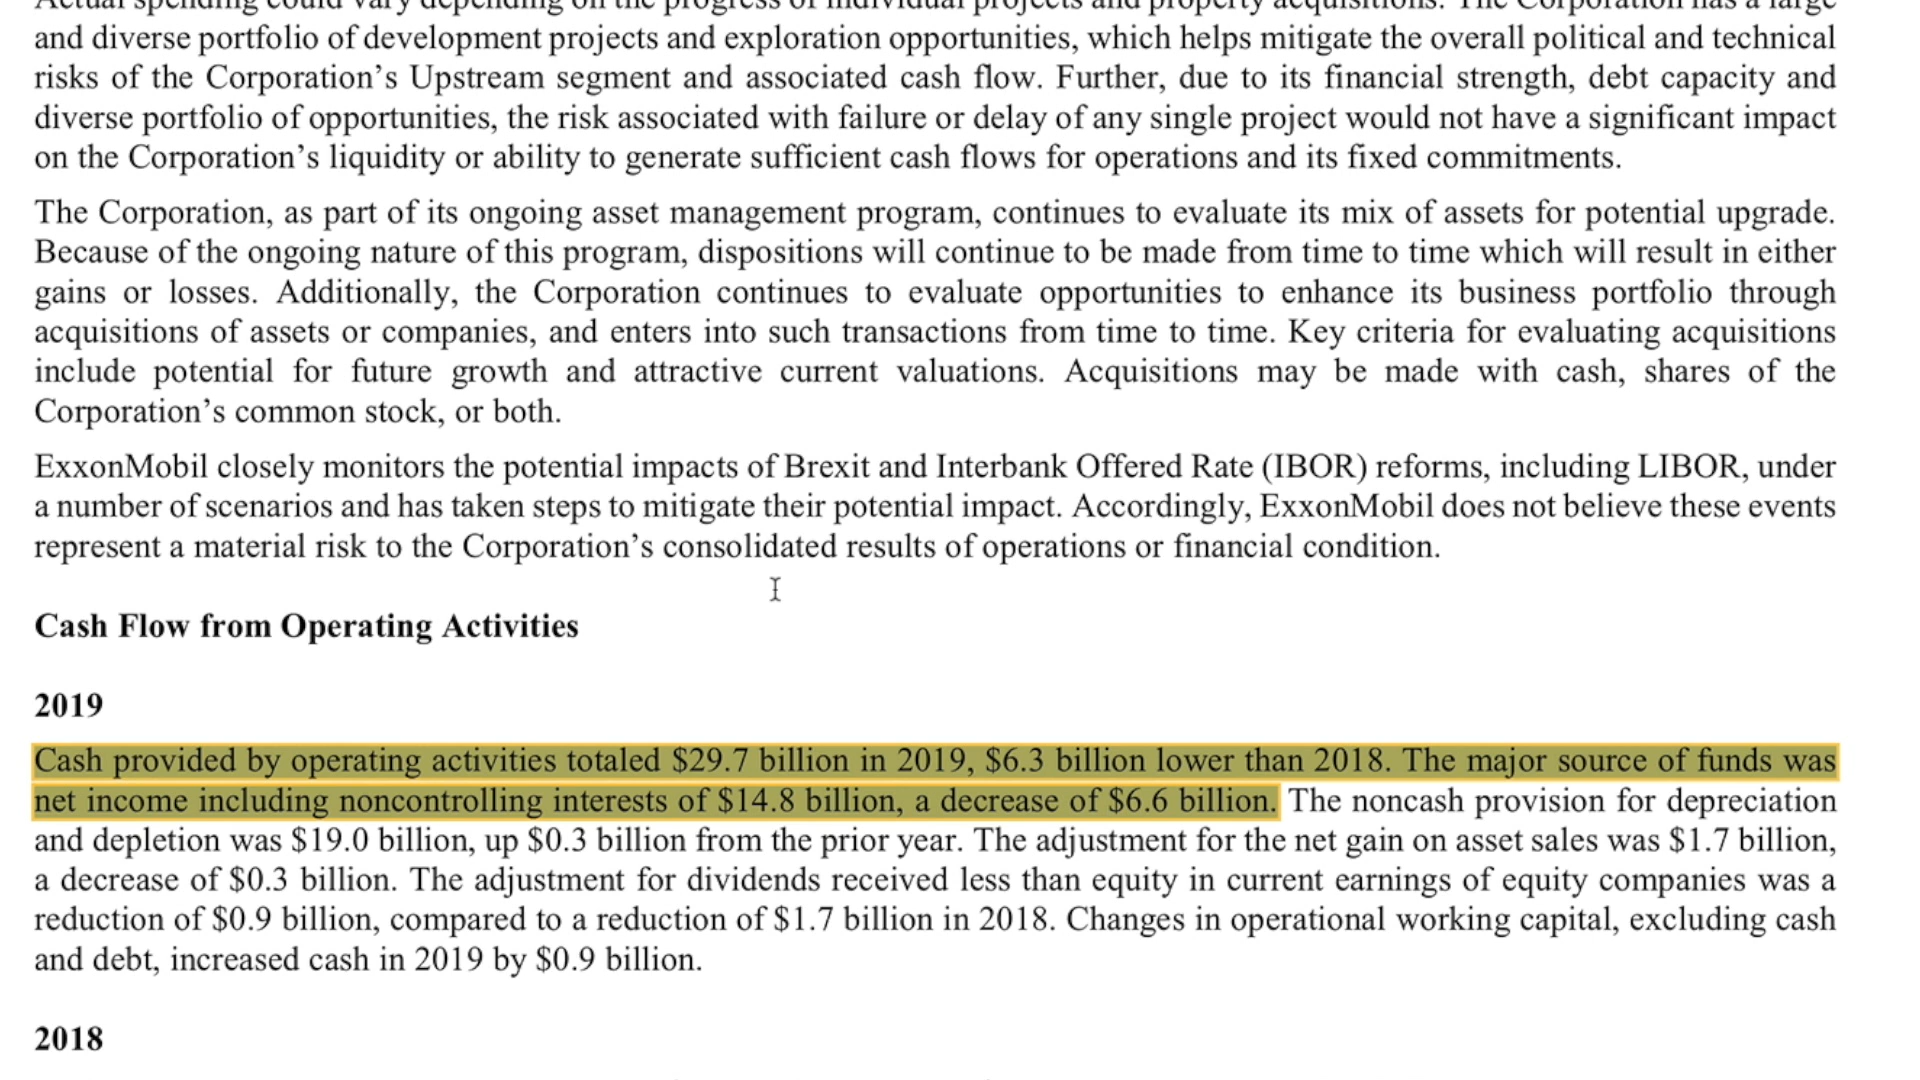 Actual spending could vary depending on the progress of individual projects and property acquisitions. The Corporation has a large
and diverse portfolio of development projects and exploration opportunities, which helps mitigate the overall political and technical
risks of the Corporation’s Upstream segment and associated cash flow. Further, due to its financial strength, debt capacity and
diverse portfolio of opportunities, the risk associated with failure or delay of any single project would not have a significant impact
on the Corporation’s liquidity or ability to generate sufficient cash flows for operations and its fixed commitments.
The Corporation, as part of its ongoing asset management program, continues to evaluate its mix of assets for potential upgrade.
Because of the ongoing nature of this program, dispositions will continue to be made from time to time which will result in either
gains or losses. Additionally, the Corporation continues to evaluate opportunities to enhance its business portfolio through
acquisitions of assets or companies, and enters into such transactions from time to time. Key criteria for evaluating acquisitions
include potential for future growth and attractive current valuations. Acquisitions may be made with cash, shares of the
Corporation’s common stock, or both.
ExxonMobil closely monitors the potential impacts of Brexit and Interbank Offered Rate (IBOR) reforms, including LIBOR, under
a number of scenarios and has taken steps to mitigate their potential impact. Accordingly, ExxonMobil does not believe these events
represent a material risk to the Corporation’s consolidated results of operations or financial condition.
Cash Flow from Operating Activities
2019
Cash provided by operating activities totaled $29.7 billion in 2019, $6.3 billion lower than 2018. The major source of funds was
net income including noncontrolling interests of $14.8 billion, a decrease of $6.6 billion. The noncash provision for depreciation
and depletion was $19.0 billion, up $0.3 billion from the prior year. The adjustment for the net gain on asset sales was $1.7 billion,
a decrease of $0.3 billion. The adjustment for dividends received less than equity in current earnings of equity companies was a
reduction of $0.9 billion, compared to a reduction of $1.7 billion in 2018. Changes in operational working capital, excluding cash
and debt, increased cash in 2019 by $0.9 billion.
2018